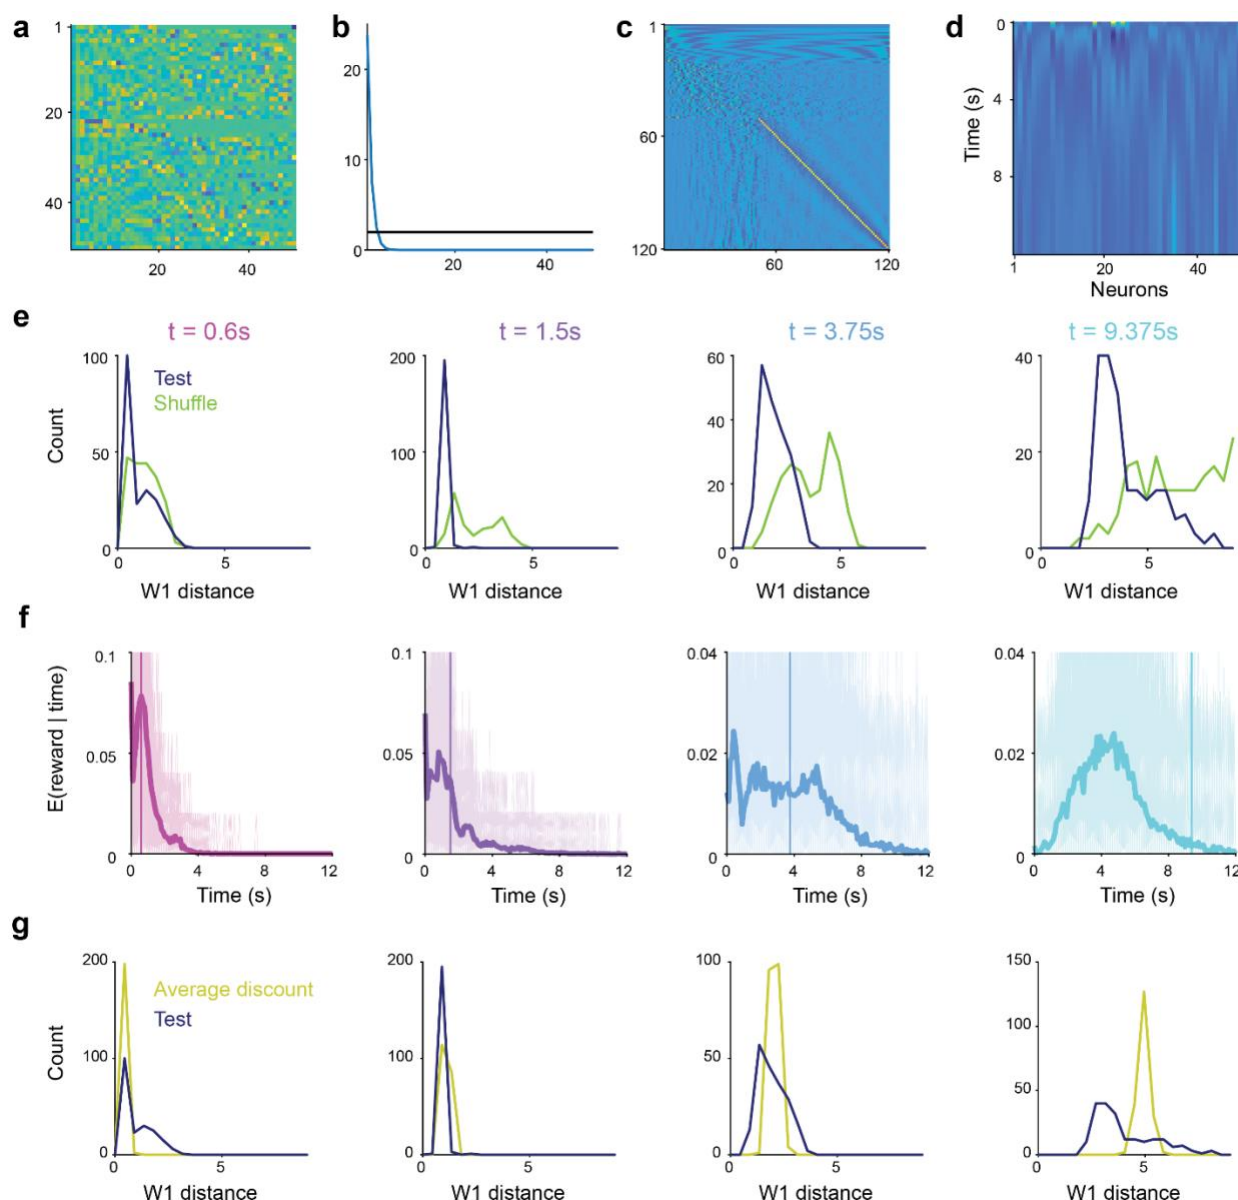 a
1
20
40
20
40
b
20
10
0
20
40
c
1
60
120
60
120
d
0
4
8
Time (s)
1
20
40
Neurons
e
t = 0.6s
t = 1.5s
t = 3.75s
t = 9.375s
100
50
0
Count
Test
Shuffle
0
5
W1 distance
200
100
0
0
5
W1 distance
60
40
20
0
0
5
W1 distance
40
20
0
0
5
W1 distance
f
E(reward | time)
0.1
0.05
0
0
4
8
12
Time (s)
0.1
0.05
0
0
4
8
12
Time (s)
0.04
0.02
0
0
4
8
12
Time (s)
0.04
0.02
0
0
4
8
12
Time (s)
g
Count
200
100
0
Average discount
Test
0
5
W1 distance
200
100
0
0
5
W1 distance
100
50
0
0
5
W1 distance
150
100
50
0
0
5
W1 distance